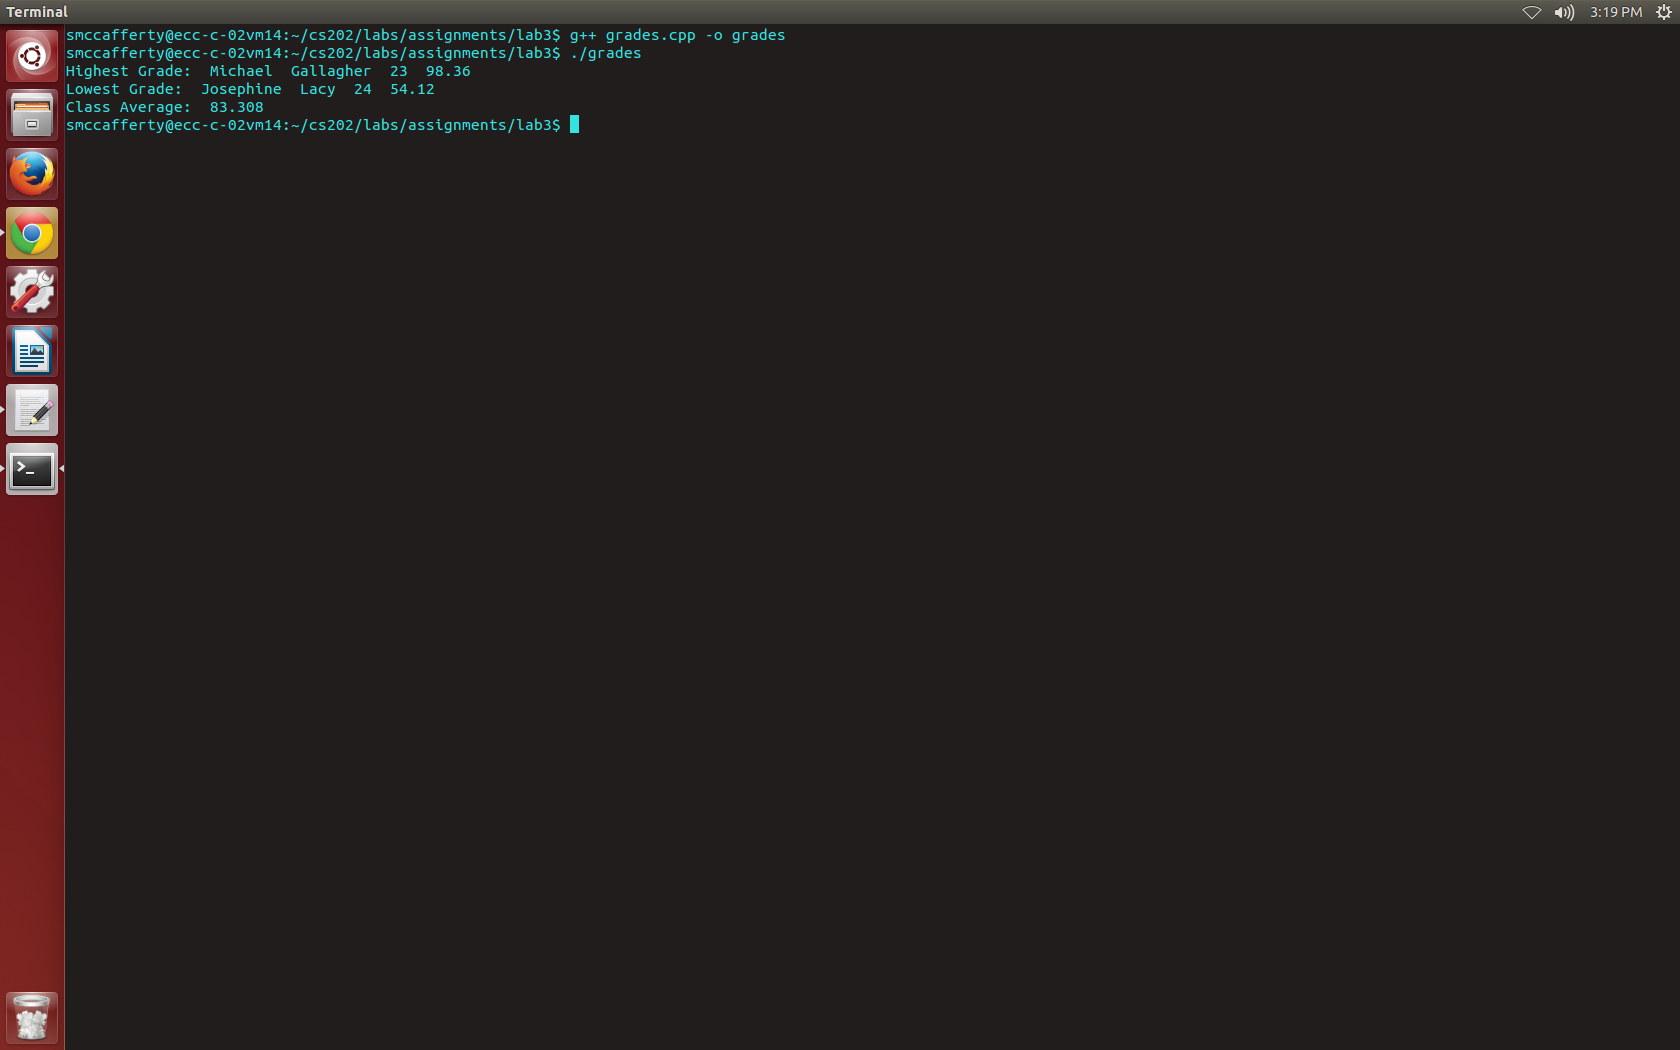 Terminal
3:19 PM
smccafferty@ecc-c-02vm14:~/cs202/labs/assignments/lab3$ g++ grades.cpp -o grades
smccafferty@ecc-c-02vm14:~/cs202/labs/assignments/lab3$ ./grades
Highest Grade:  Michael  Gallagher  23  98.36
Lowest Grade:  Josephine  Lacy  24  54.12
Class Average:  83.308
smccafferty@ecc-c-02vm14:~/cs202/labs/assignments/lab3$